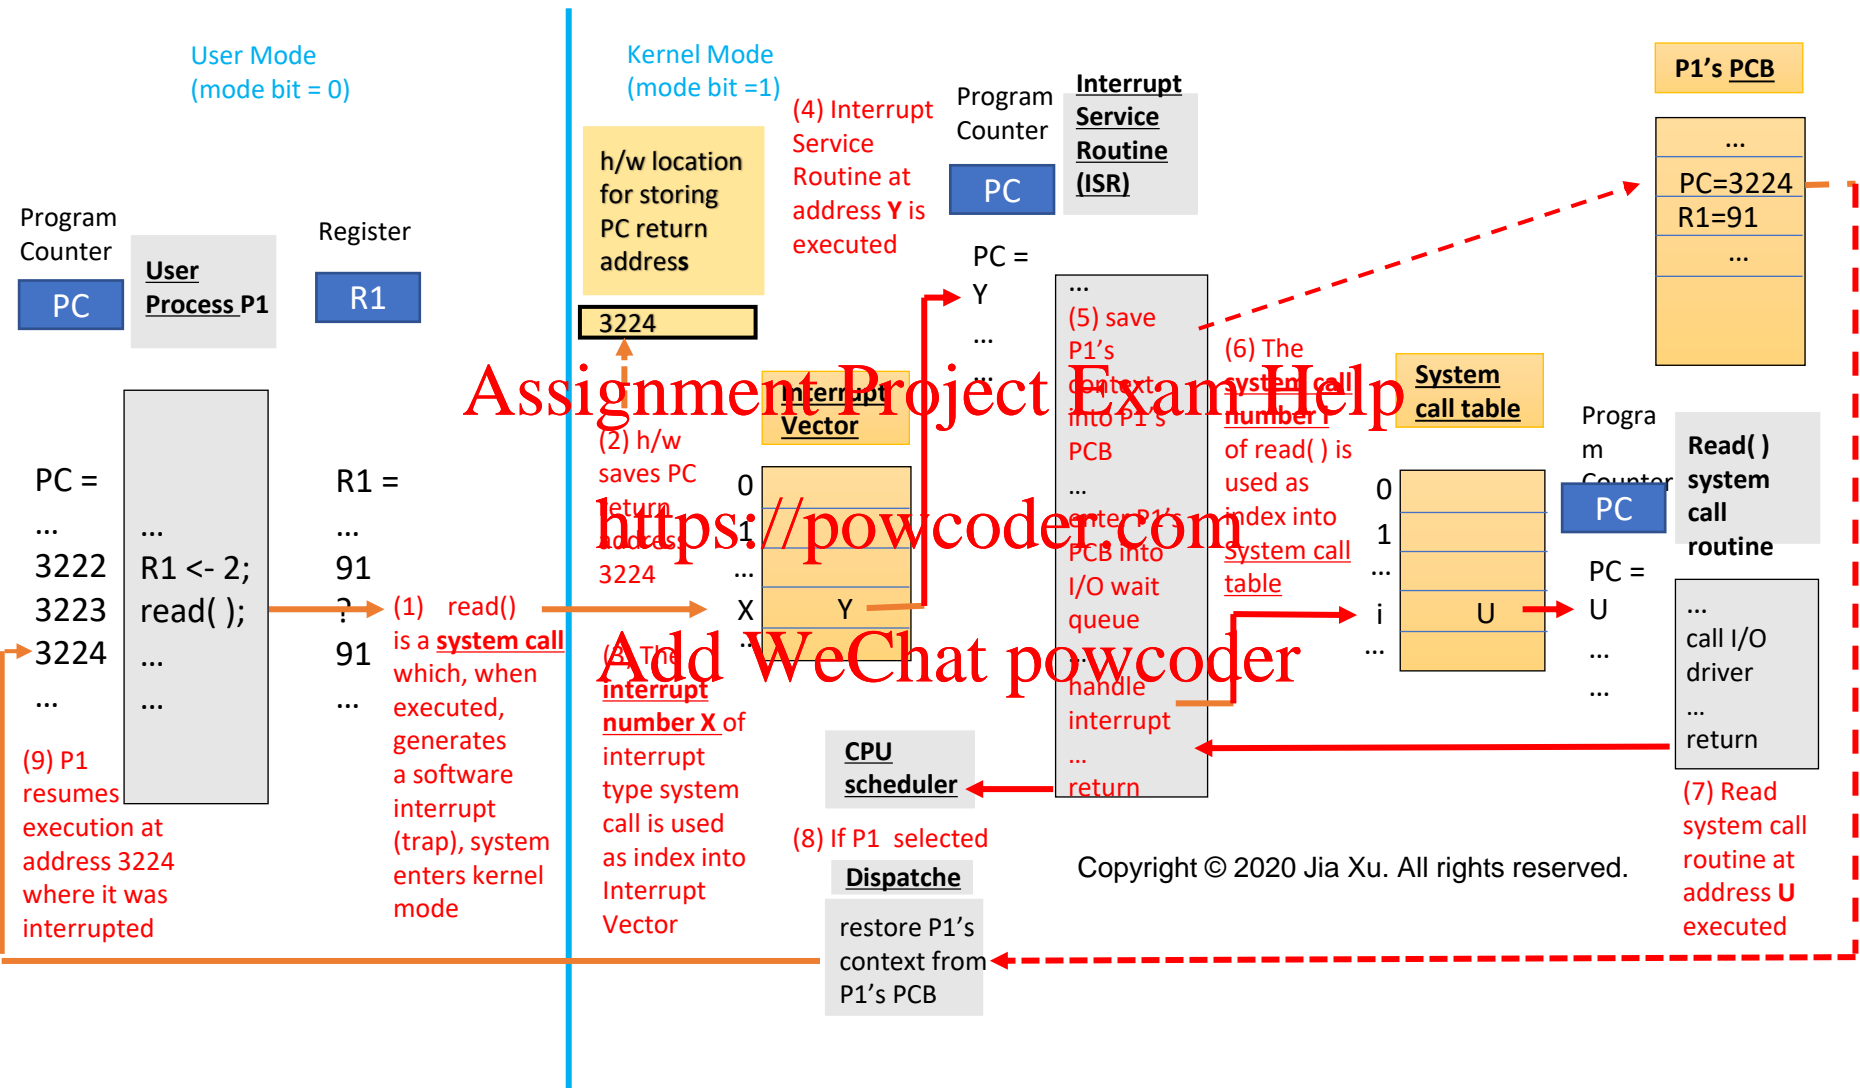 User Mode
(mode bit = 0)
Kernel Mode
(mode bit =1)
Program
Counter
PC
User
Process P1
Register
R1
PC =
...
3222
3223
3224
...
...
R1 <- 2;
read( );
...
...
R1 =
...
91
?
91
...
(1) read()
is a system call
which, when
executed,
generates
a software
interrupt
(trap), system
enters kernel
mode
(9) P1
resumes
execution at
address 3224
where it was
interrupted
h/w location
for storing
PC return
address
3224
(2) h/w
saves PC
return
address
3224
(3) The
interrupt
number X of
interrupt
type system
call is used
as index into
Interrupt
Vector
Interrupt
Vector
0
1
...
X
Y
...
(4) Interrupt
Service
Routine at
address Y is
executed
Program
Counter
PC
Interrupt
Service
Routine
(ISR)
PC =
Y
...
...
...
(5) save
P1's
context
into P1's
PCB
...
enter P1's
PCB into
I/O wait
queue
...
handle
interrupt
...
return
(6) The
system call
number i
of read( ) is
used as
index into
System call
table
System
call table
0
1
...
i
U
...
Program
Counter
PC
Read( )
system
call
routine
PC =
U
...
...
...
call I/O
driver
...
return
(7) Read
system call
routine at
address U
executed
P1's PCB
...
PC=3224
R1=91
...
CPU
scheduler
(8) If P1 selected
Dispatche
restore P1's
context from
P1's PCB
Copyright © 2020 Jia Xu. All rights reserved.
Assignment Project Exam Help
https://powcoder.com
Add WeChat powcoder